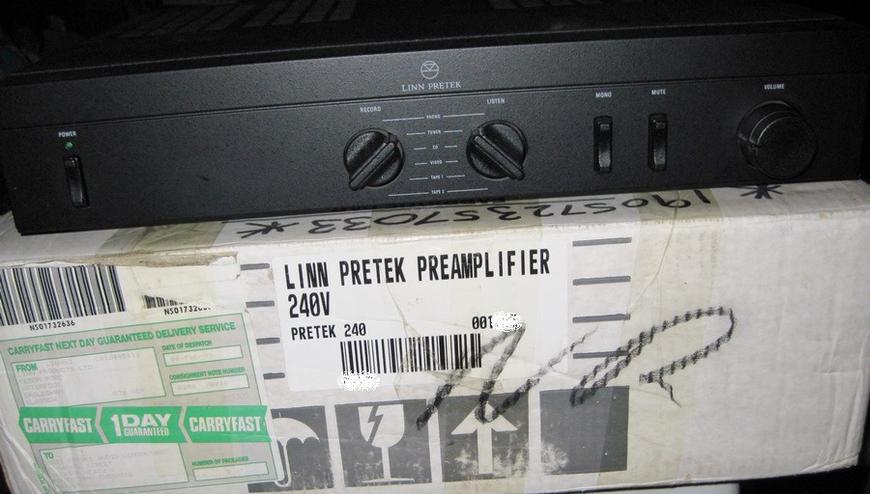 LINN PRETEK
POWER
RECORD
LISTEN
MONO
MUTE
VOLUME
PHONO
TUNER
CD
VIDEO
TAPE 1
TAPE 2
LINN PRETEK PREAMPLIFIER
240V
PRETEK 240
001
NS01732636
CARRYFAST NEXT DAY GUARANTEED DELIVERY SERVICE
FROM
DATE OF DESPATCH
CONSIGNMENT NOTE NUMBER
CARRYFAST 1DAY GUARANTEED CARRYFAST
TO
NUMBER OF PACKAGES